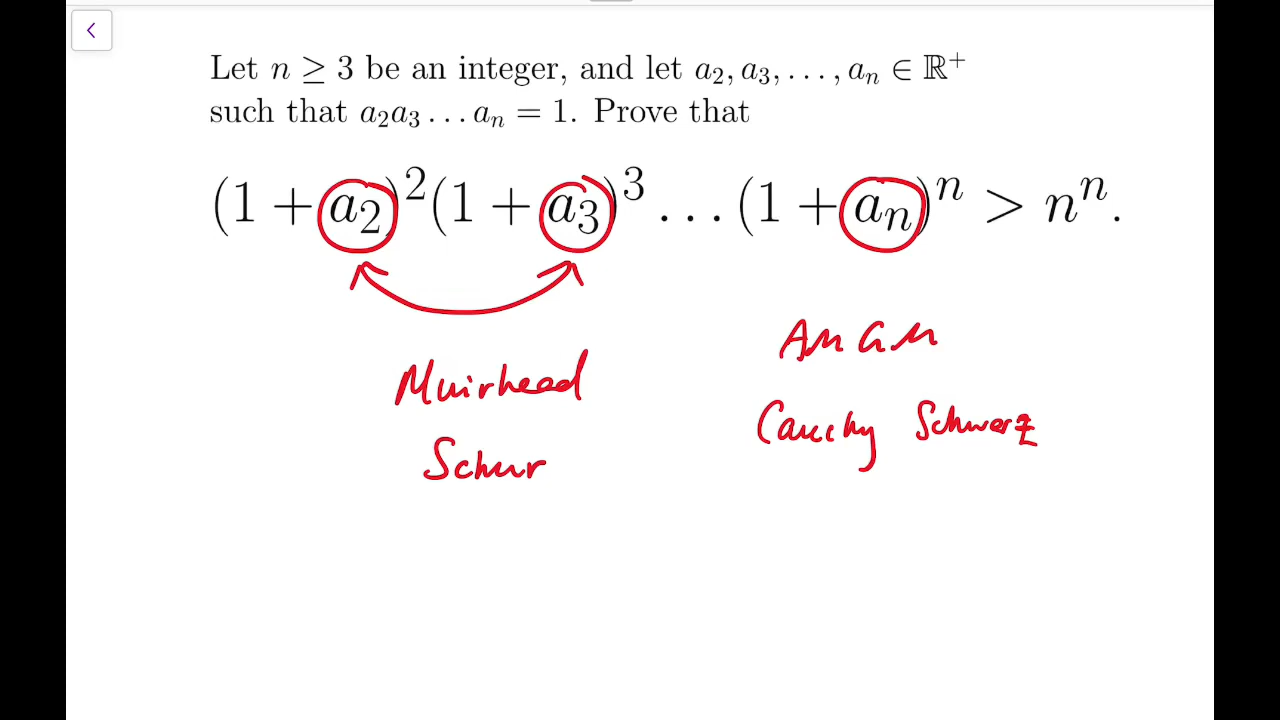 Let n ≥ 3 be an integer, and let a₂, a₃, . . . , aₙ ∈ ℝ⁺
such that a₂a₃ . . . aₙ = 1. Prove that
(1 + a₂)²(1 + a₃)³ . . . (1 + aₙ)ⁿ > nⁿ.
AM GM
Muirhead
Cauchy Schwarz
Schur